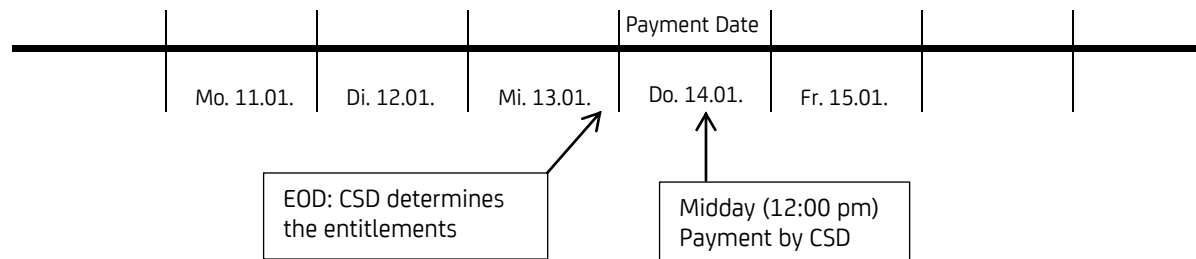 Payment Date
Mo. 11.01.
Di. 12.01.
Mi. 13.01.
Do. 14.01.
Fr. 15.01.
EOD: CSD determines
the entitlements
Midday (12:00 pm)
Payment by CSD